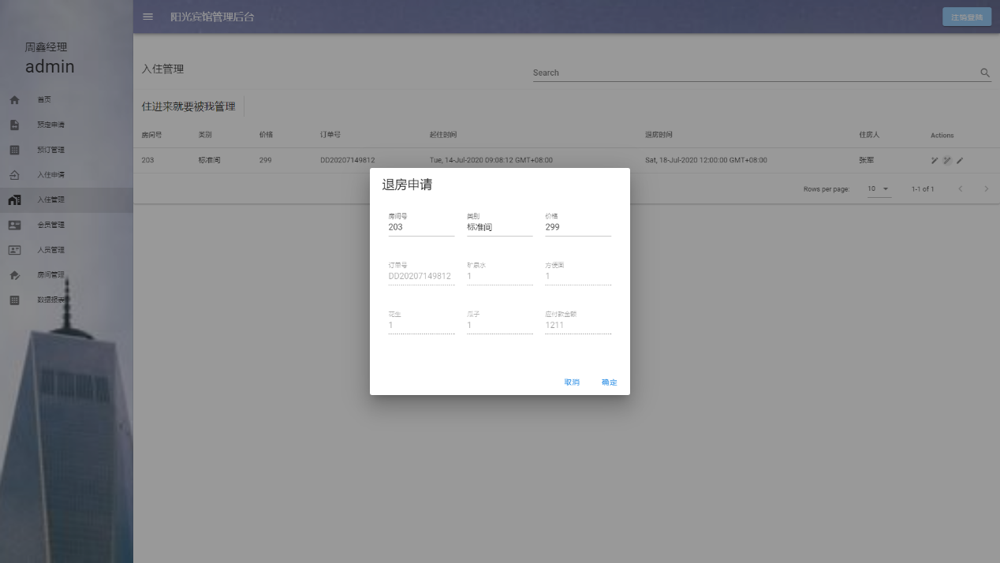 阳光宾馆管理后台
注销登陆
周鑫经理
admin
首页
预定申请
预订管理
入住申请
入住管理
会员管理
人员管理
房间管理
数据报表
入住管理
Search
住进来就要被我管理
房间号 类别 价格 订单号 起住时间 退房时间 住房人 Actions
203 标准间 299 DD20207149812 Tue, 14-Jul-2020 09:08:12 GMT+08:00 Sat, 18-Jul-2020 12:00:00 GMT+08:00 张军
Rows per page: 10 1-1 of 1
退房申请
房间号 类别 价格
203 标准间 299
订单号 矿泉水 方便面
DD20207149812 1 1
花生 瓜子 应付款金额
1 1 1211
取消 确定